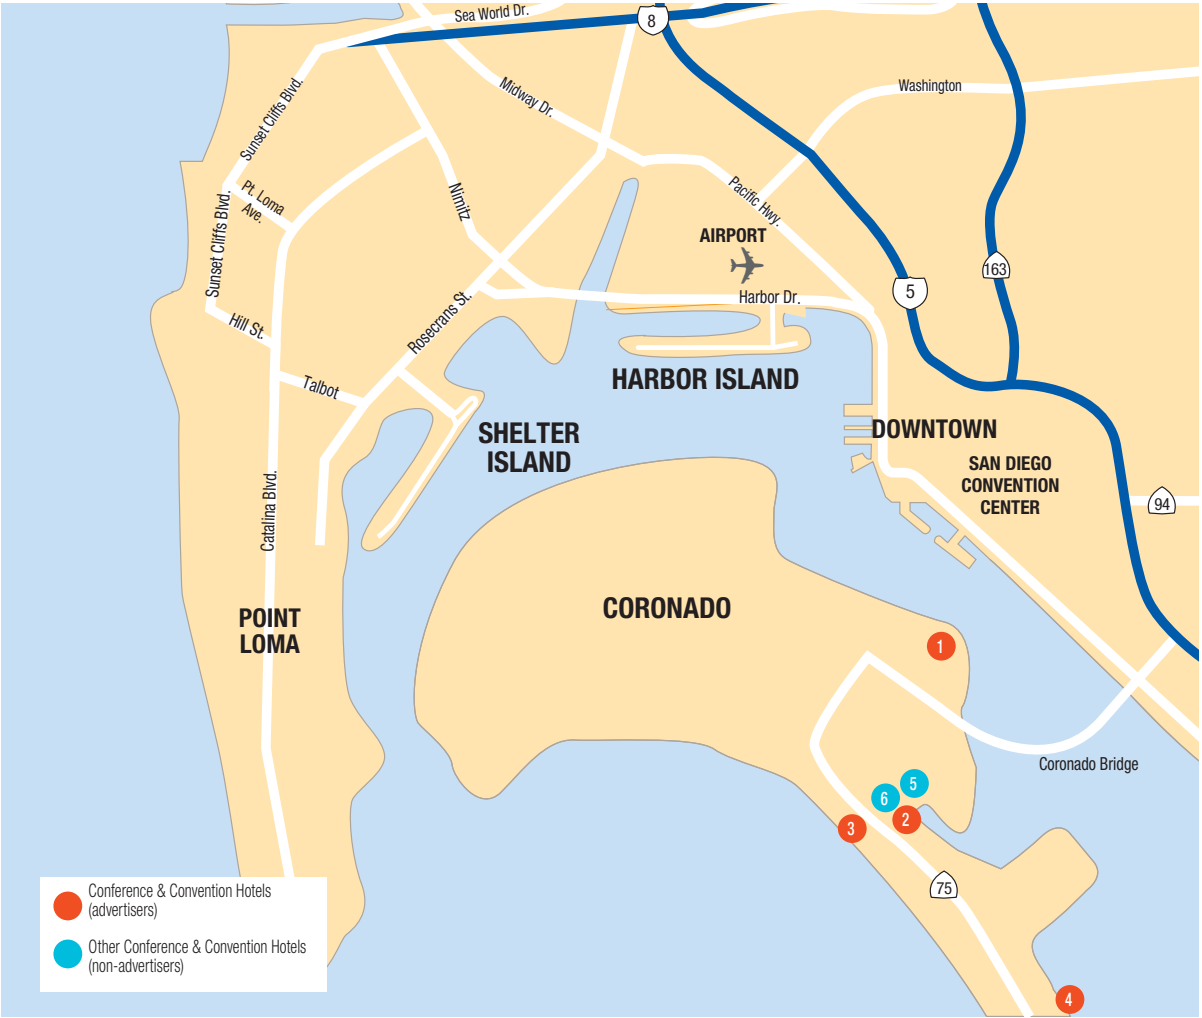 Sea World Dr.
8
Sunset Cliffs Blvd.
Midway Dr.
Washington
Pt. Loma
Ave.
Nimitz
Pacific Hwy.
Sunset Cliffs Blvd.
AIRPORT
163
5
Harbor Dr.
Hill St.
Rosecrans St.
Talbot
HARBOR ISLAND
SHELTER
ISLAND
DOWNTOWN
SAN DIEGO
CONVENTION
CENTER
94
Catalina Blvd.
POINT
LOMA
CORONADO
1
Coronado Bridge
5
6
2
3
75
4
Conference & Convention Hotels
(advertisers)
Other Conference & Convention Hotels
(non-advertisers)